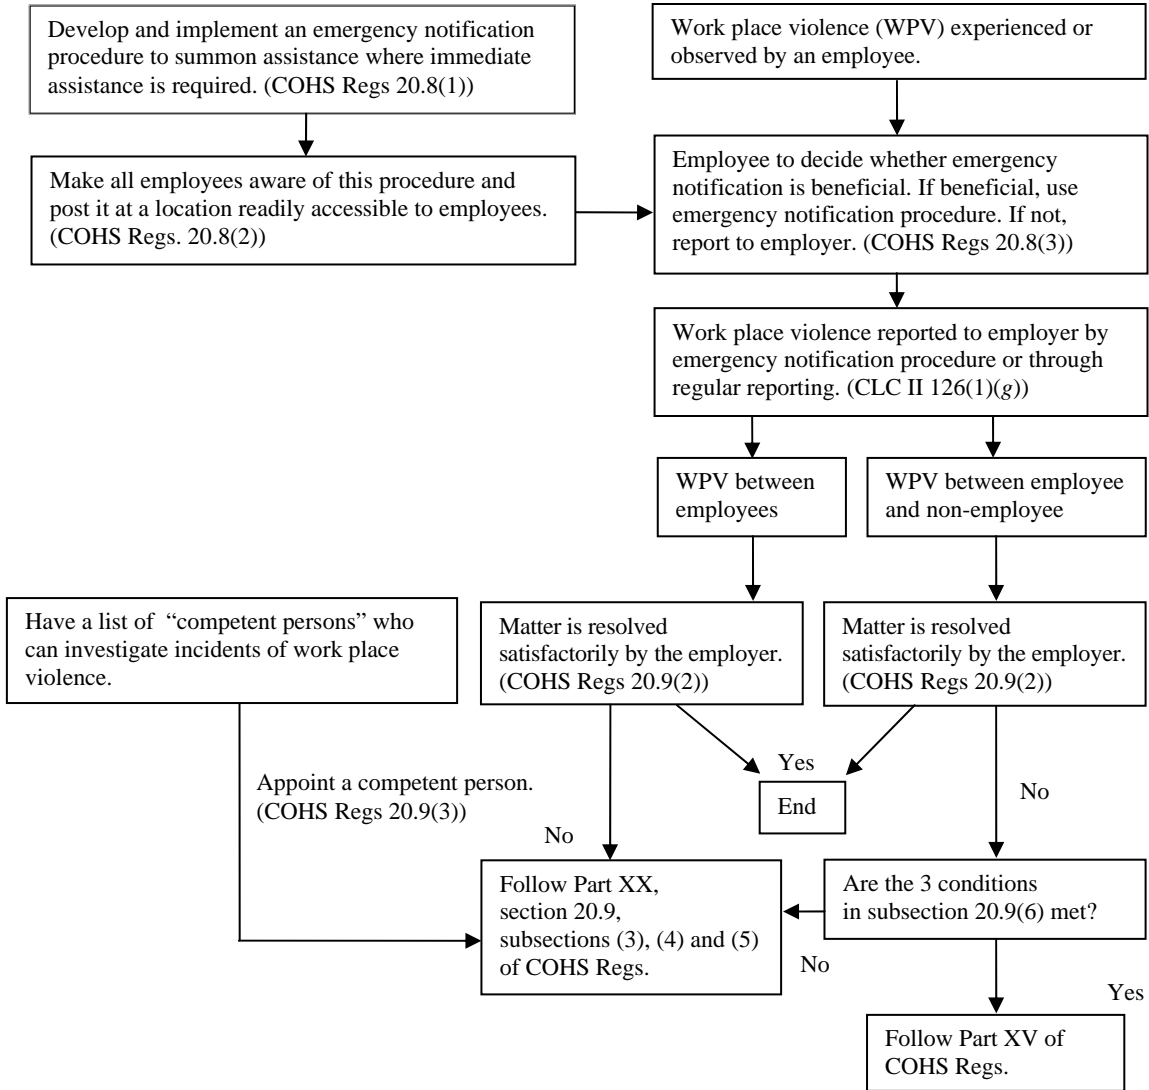 Develop and implement an emergency notification
procedure to summon assistance where immediate
assistance is required. (COHS Regs 20.8(1))
Work place violence (WPV) experienced or
observed by an employee.
Make all employees aware of this procedure and
post it at a location readily accessible to employees.
(COHS Regs. 20.8(2))
Employee to decide whether emergency
notification is beneficial. If beneficial, use
emergency notification procedure. If not,
report to employer. (COHS Regs 20.8(3))
Work place violence reported to employer by
emergency notification procedure or through
regular reporting. (CLC II 126(1)(g))
WPV between
employees
WPV between employee
and non-employee
Have a list of “competent persons” who
can investigate incidents of work place
violence.
Matter is resolved
satisfactorily by the employer.
(COHS Regs 20.9(2))
Matter is resolved
satisfactorily by the employer.
(COHS Regs 20.9(2))
Appoint a competent person.
(COHS Regs 20.9(3))
Yes
End
No
No
Follow Part XX,
section 20.9,
subsections (3), (4) and (5)
of COHS Regs.
Are the 3 conditions
in subsection 20.9(6) met?
No
Yes
Follow Part XV of
COHS Regs.